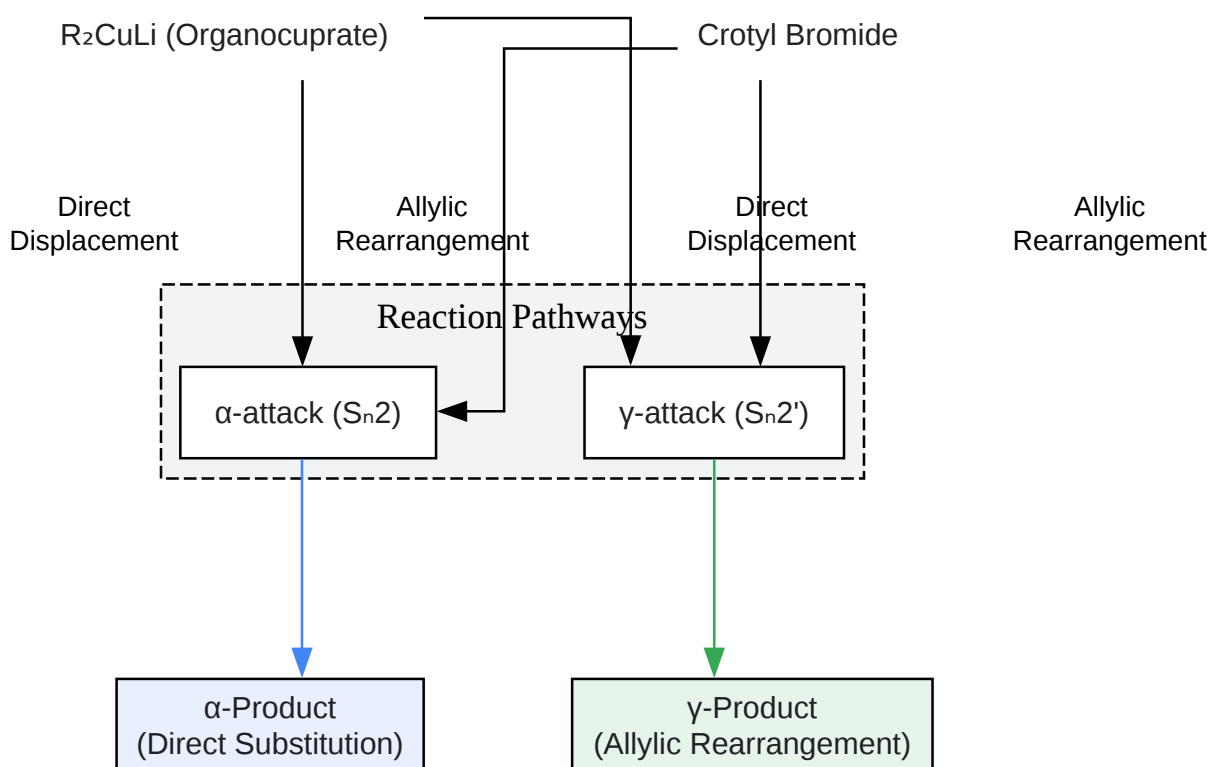 R₂CuLi (Organocuprate)
Crotyl Bromide
Direct
Displacement
Allylic
Rearrangement
Direct
Displacement
Allylic
Rearrangement
Reaction Pathways
α-attack (Sₙ2)
γ-attack (Sₙ2')
α-Product
(Direct Substitution)
γ-Product
(Allylic Rearrangement)